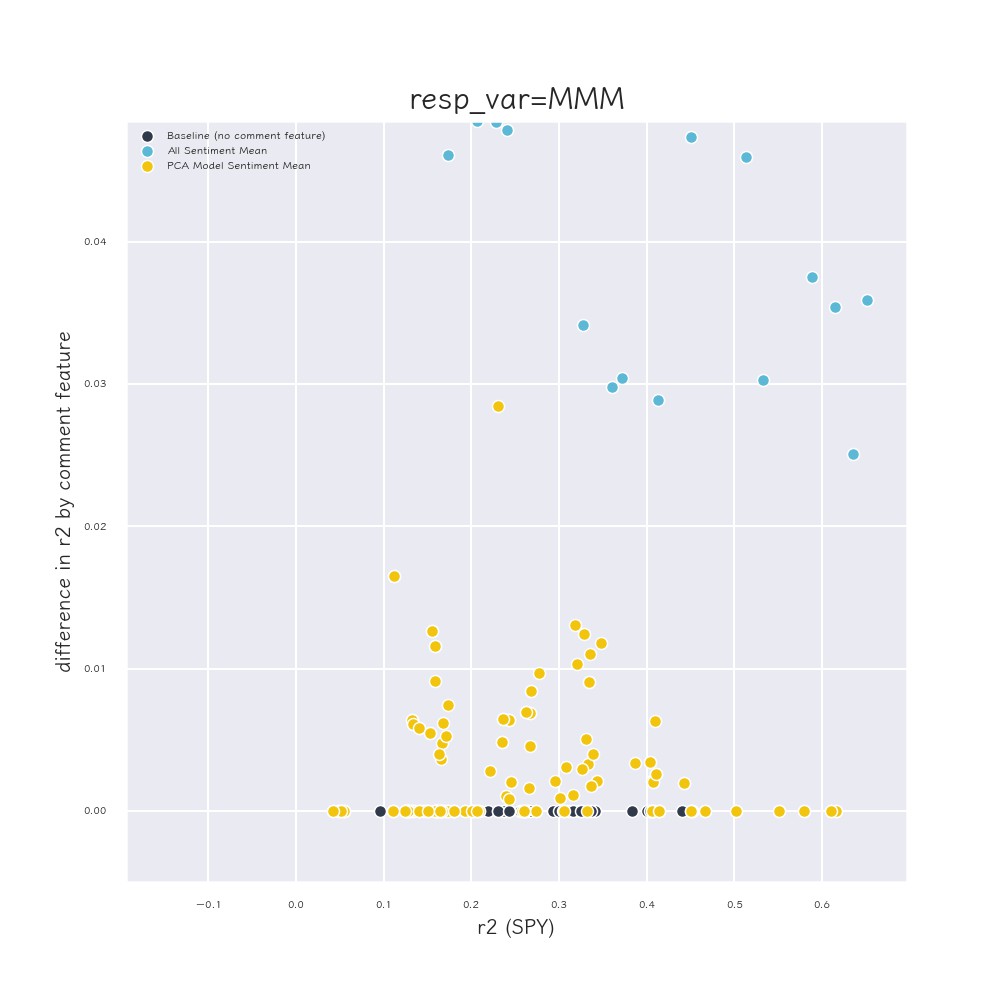 resp_var=MMM
Baseline (no comment feature)
All Sentiment Mean
PCA Model Sentiment Mean
difference in r2 by comment feature
0.04
0.03
0.02
0.01
0.00
−0.1 0.0 0.1 0.2 0.3 0.4 0.5 0.6
r2 (SPY)